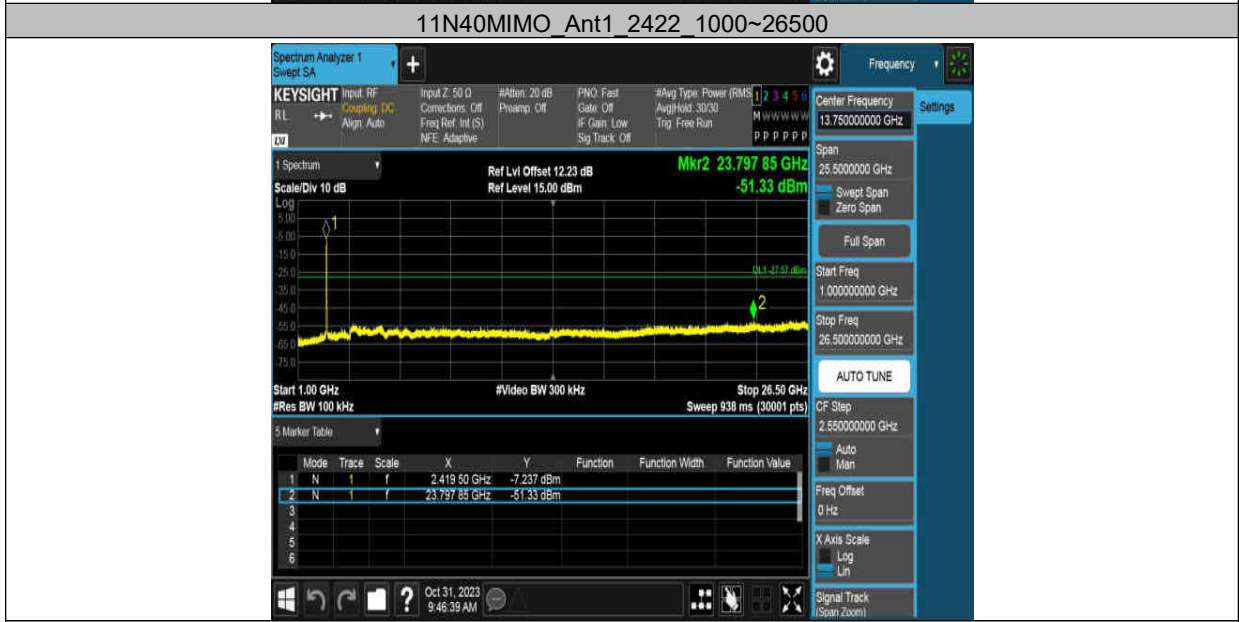 11N40MIMO_Ant1_2422_1000~26500
Spectrum Analyzer 1
Swept SA
+
Frequency
KEYSIGHT
RL
LXI
Input: RF
Coupling: DC
Align: Auto
Input Z: 50 Ω
Corrections: Off
Freq Ref: Int (S)
NFE: Adaptive
#Atten: 20 dB
Preamp: Off
PNO: Fast
Gate: Off
IF Gain: Low
Sig Track: Off
#Avg Type: Power (RMS
Avg|Hold: 30/30
Trig: Free Run
1 2 3 4 5 6
M W W W W W
P P P P P P
1 Spectrum
Scale/Div 10 dB
Ref Lvl Offset 12.23 dB
Ref Level 15.00 dBm
Mkr2 23.797 85 GHz
-51.33 dBm
Log
5.00
-5.00
-15.0
-25.0
-35.0
-45.0
-55.0
-65.0
-75.0
1
DL1 -27.57 dBm
2
Start 1.00 GHz
#Video BW 300 kHz
Stop 26.50 GHz
#Res BW 100 kHz
Sweep 938 ms (30001 pts)
5 Marker Table
Mode Trace Scale X Y Function Function Width Function Value
1 N 1 f 2.419 50 GHz -7.237 dBm
2 N 1 f 23.797 85 GHz -51.33 dBm
3
4
5
6
Oct 31, 2023
9:46:39 AM
?
Center Frequency
13.750000000 GHz
Settings
Span
25.5000000 GHz
Swept Span
Zero Span
Full Span
Start Freq
1.000000000 GHz
Stop Freq
26.500000000 GHz
AUTO TUNE
CF Step
2.550000000 GHz
Auto
Man
Freq Offset
0 Hz
X Axis Scale
Log
Lin
Signal Track
(Span Zoom)